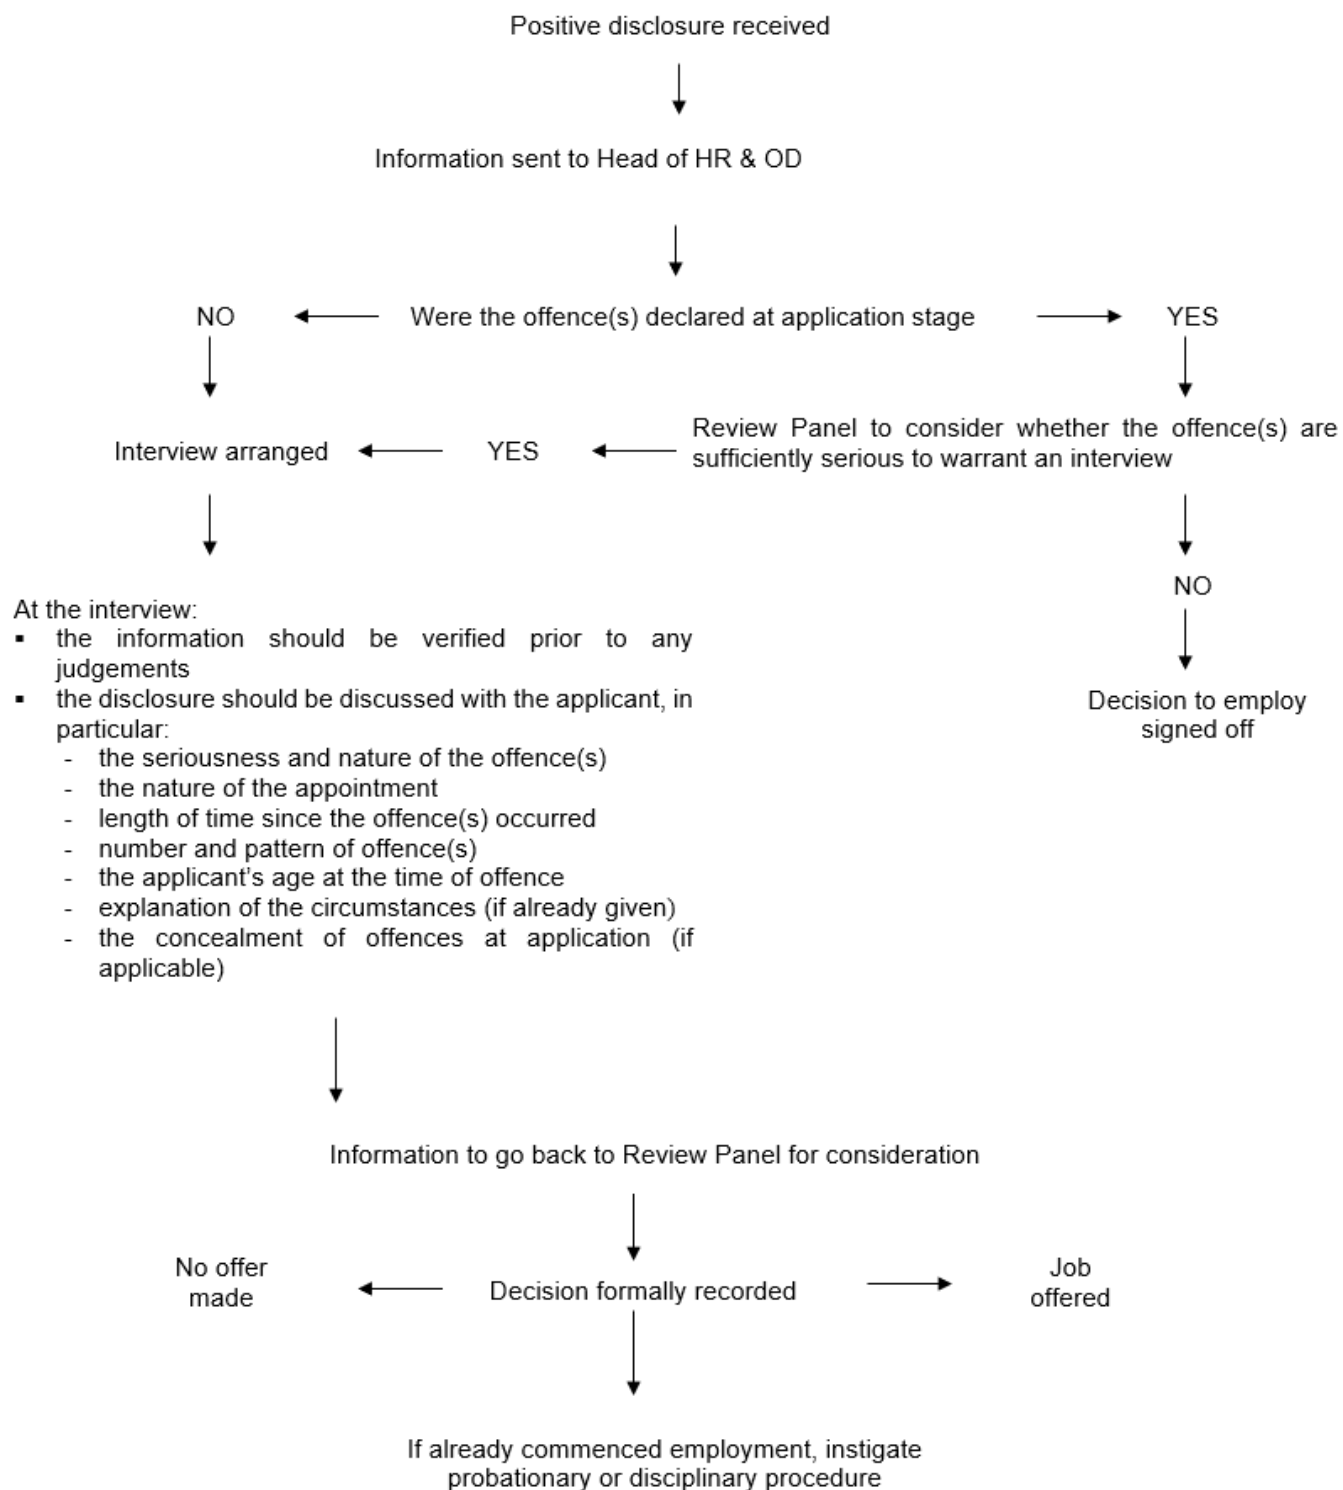 Positive disclosure received
Information sent to Head of HR & OD
NO
Were the offence(s) declared at application stage
YES
Interview arranged
YES
Review Panel to consider whether the offence(s) are
sufficiently serious to warrant an interview
NO
Decision to employ
signed off
At the interview:
▪ the information should be verified prior to any
judgements
▪ the disclosure should be discussed with the applicant, in
particular:
- the seriousness and nature of the offence(s)
- the nature of the appointment
- length of time since the offence(s) occurred
- number and pattern of offence(s)
- the applicant’s age at the time of offence
- explanation of the circumstances (if already given)
- the concealment of offences at application (if
applicable)
Information to go back to Review Panel for consideration
No offer
made
Decision formally recorded
Job
offered
If already commenced employment, instigate
probationary or disciplinary procedure